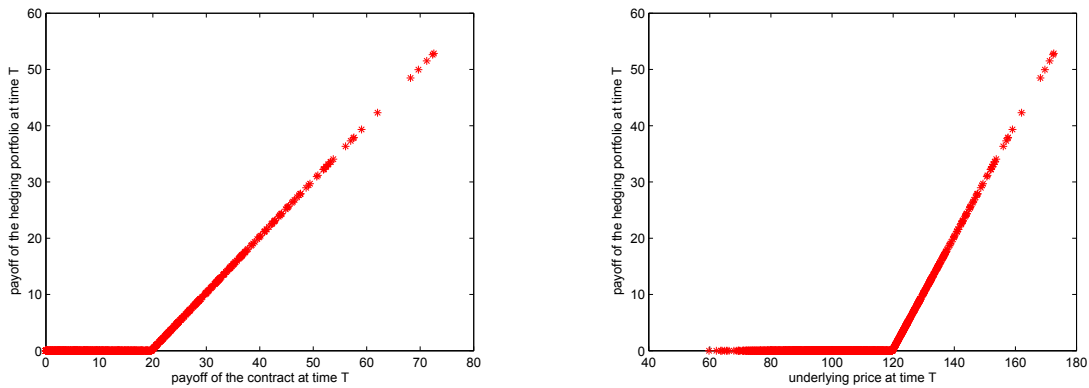 60
50
40
30
20
10
0
payoff of the hedging portfolio at time T
0 10 20 30 40 50 60 70 80
payoff of the contract at time T
60
50
40
30
20
10
0
payoff of the hedging portfolio at time T
40 60 80 100 120 140 160 180
underlying price at time T